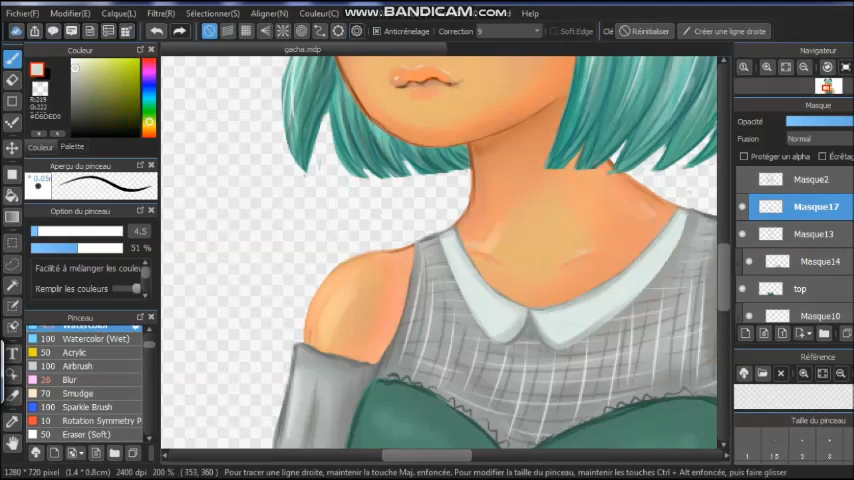 Fichier(F) Modifier(E) Calque(L) Filtre(R) Sélectionner(S) Aligner(N) Couleur(C) www.BANDICAM.com Help
Anticrénelage Correction 9 Soft Edge Clé Réinitialiser Créer une ligne droite
gacha.mdp
Couleur
R:219
G:222
#DBDED0
Couleur Palette
Aperçu du pinceau
Option du pinceau
4.5
51 %
Facilité à mélanger les couleu
Remplir les couleurs
Pinceau
Watercolor
100 Watercolor (Wet)
50 Acrylic
100 Airbrush
26 Blur
70 Smudge
100 Sparkle Brush
10 Rotation Symmetry P
50 Eraser (Soft)
Navigateur
Masque
Opacité
Fusion Normal
Protéger un alpha Écrêtag
Masque2
Masque17
Masque13
Masque14
top
Masque10
Référence
Taille du pinceau
1 1.5 2 3
1280 * 720 pixel (1.4 * 0.8cm) 2400 dpi 200 % ( 353, 360 ) Pour tracer une ligne droite, maintenir la touche Maj. enfoncée. Pour modifier la taille du pinceau, maintenir les touches Ctrl + Alt enfoncée, puis faire glisser